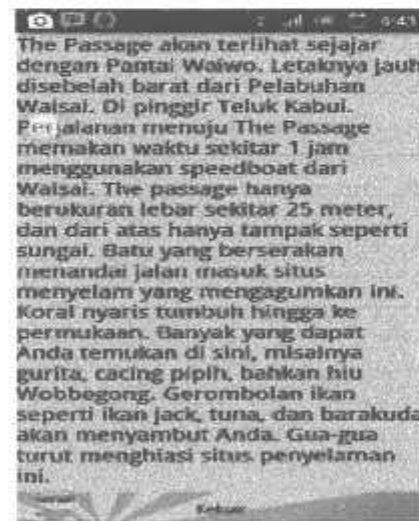 6:43
The Passage akan terlihat sejajar
dengan Pantai Waiwo. Letaknya jauh
disebelah barat dari Pelabuhan
Waisai. Di pinggir Teluk Kabui.
Perjalanan menuju The Passage
memakan waktu sekitar 1 jam
menggunakan speedboat dari
Waisai. The passage hanya
berukuran lebar sekitar 25 meter,
dan dari atas hanya tampak seperti
sungai. Batu yang berserakan
menandai jalan masuk situs
menyelam yang mengagumkan ini.
Koral nyaris tumbuh hingga ke
permukaan. Banyak yang dapat
Anda temukan di sini, misalnya
gurita, cacing pipih, bahkan hiu
Wobbegong. Gerombolan ikan
seperti ikan jack, tuna, dan barakuda
akan menyambut Anda. Gua-gua
turut menghiasi situs penyelaman
ini.
Keluar